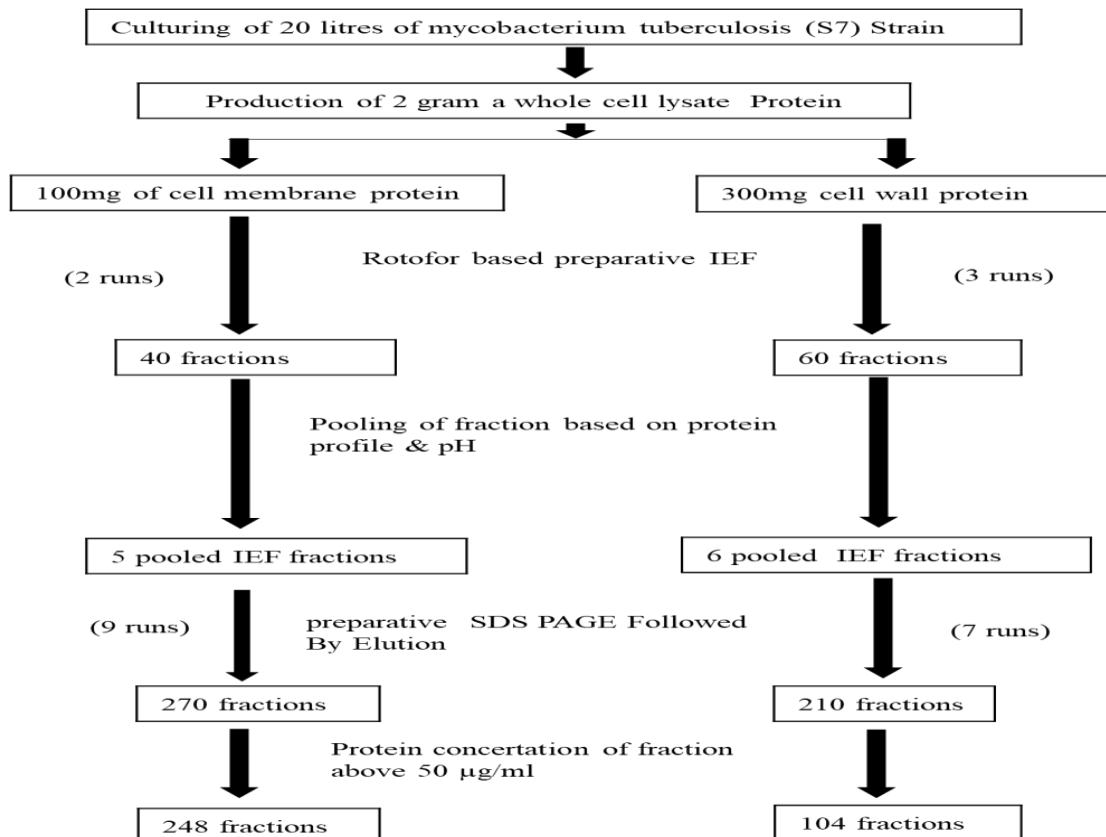 Culturing of 20 litres of mycobacterium tuberculosis (S7) Strain
Production of 2 gram a whole cell lysate Protein
100mg of cell membrane protein
300mg cell wall protein
Rotofor based preparative IEF
(2 runs)
(3 runs)
40 fractions
60 fractions
Pooling of fraction based on protein
profile & pH
5 pooled IEF fractions
6 pooled IEF fractions
(9 runs)
preparative SDS PAGE Followed
By Elution
(7 runs)
270 fractions
210 fractions
Protein concertation of fraction
above 50 µg/ml
248 fractions
104 fractions